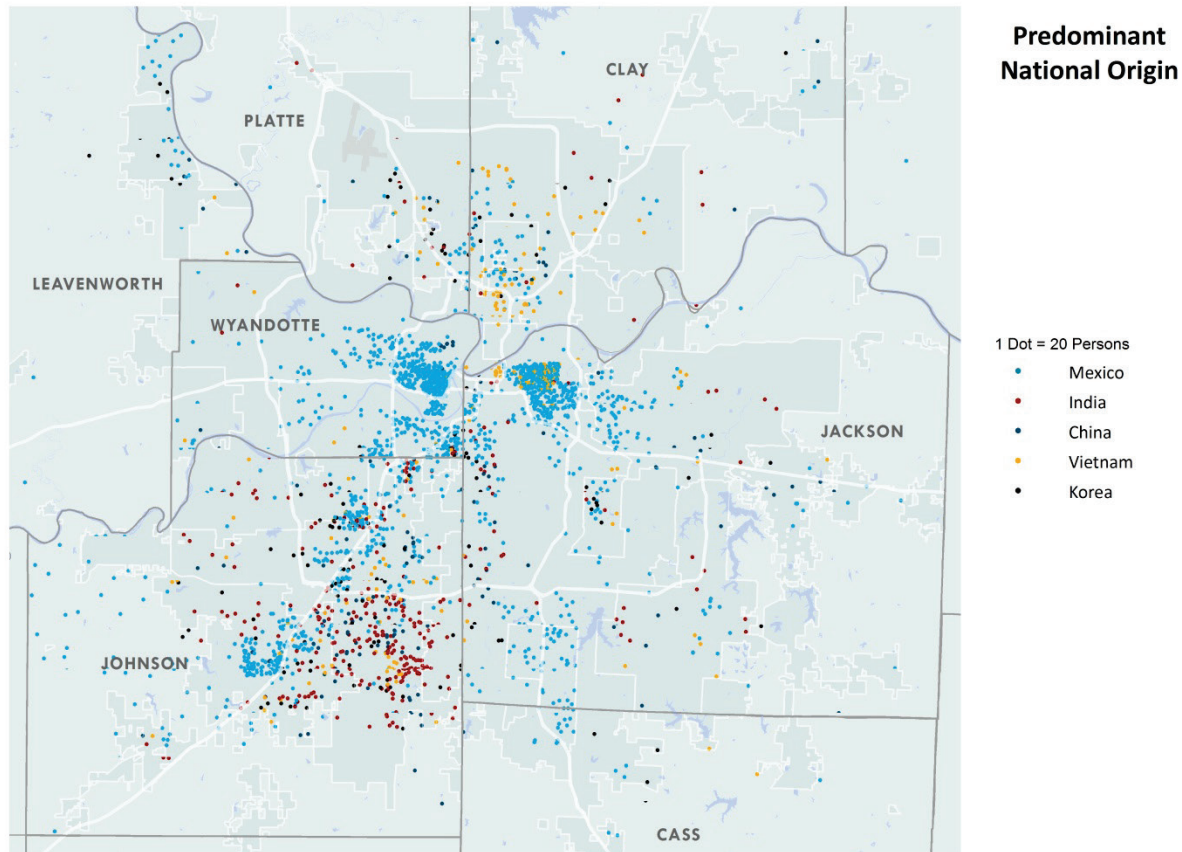 Predominant
National Origin
CLAY
PLATTE
LEAVENWORTH
WYANDOTTE
JACKSON
JOHNSON
CASS
1 Dot = 20 Persons
Mexico
India
China
Vietnam
Korea